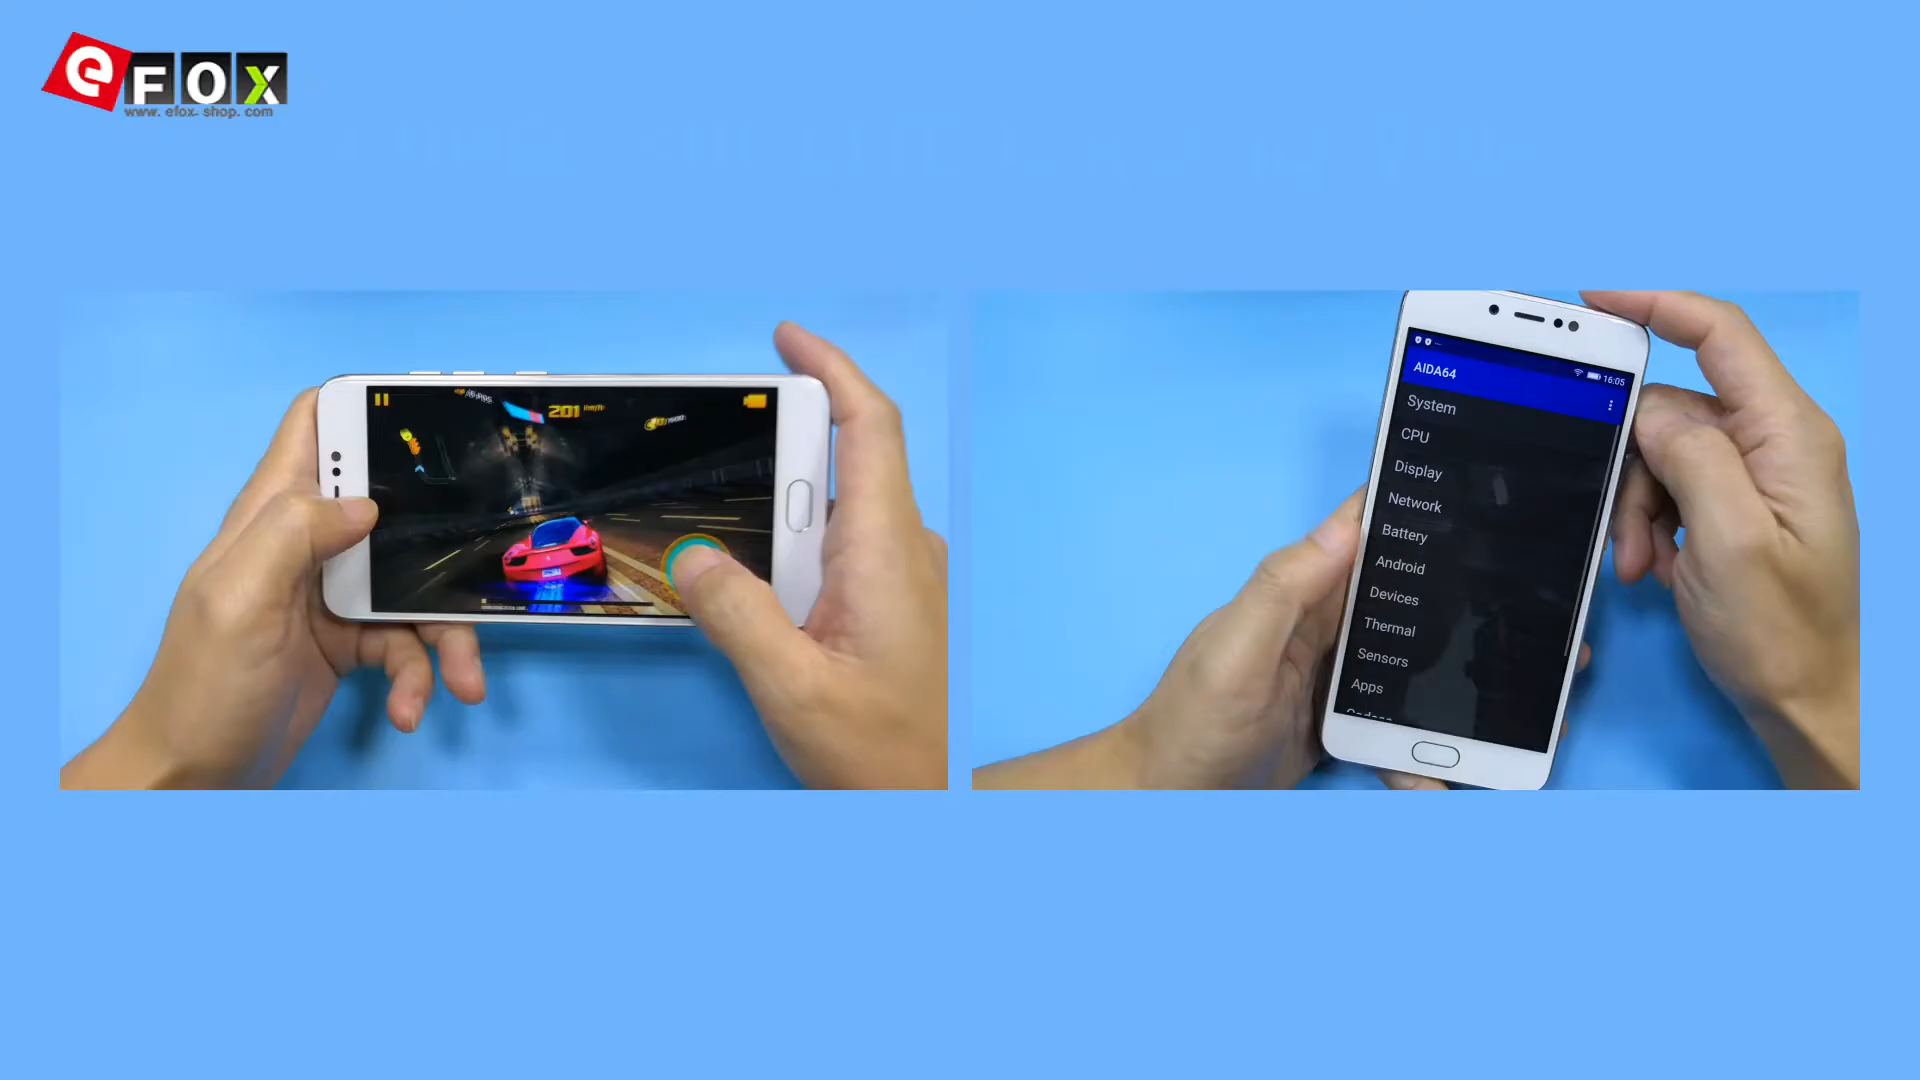 eFOX
www. efox-shop. com
201 km/h
AIDA64
16:05
System
CPU
Display
Network
Battery
Android
Devices
Thermal
Sensors
Apps